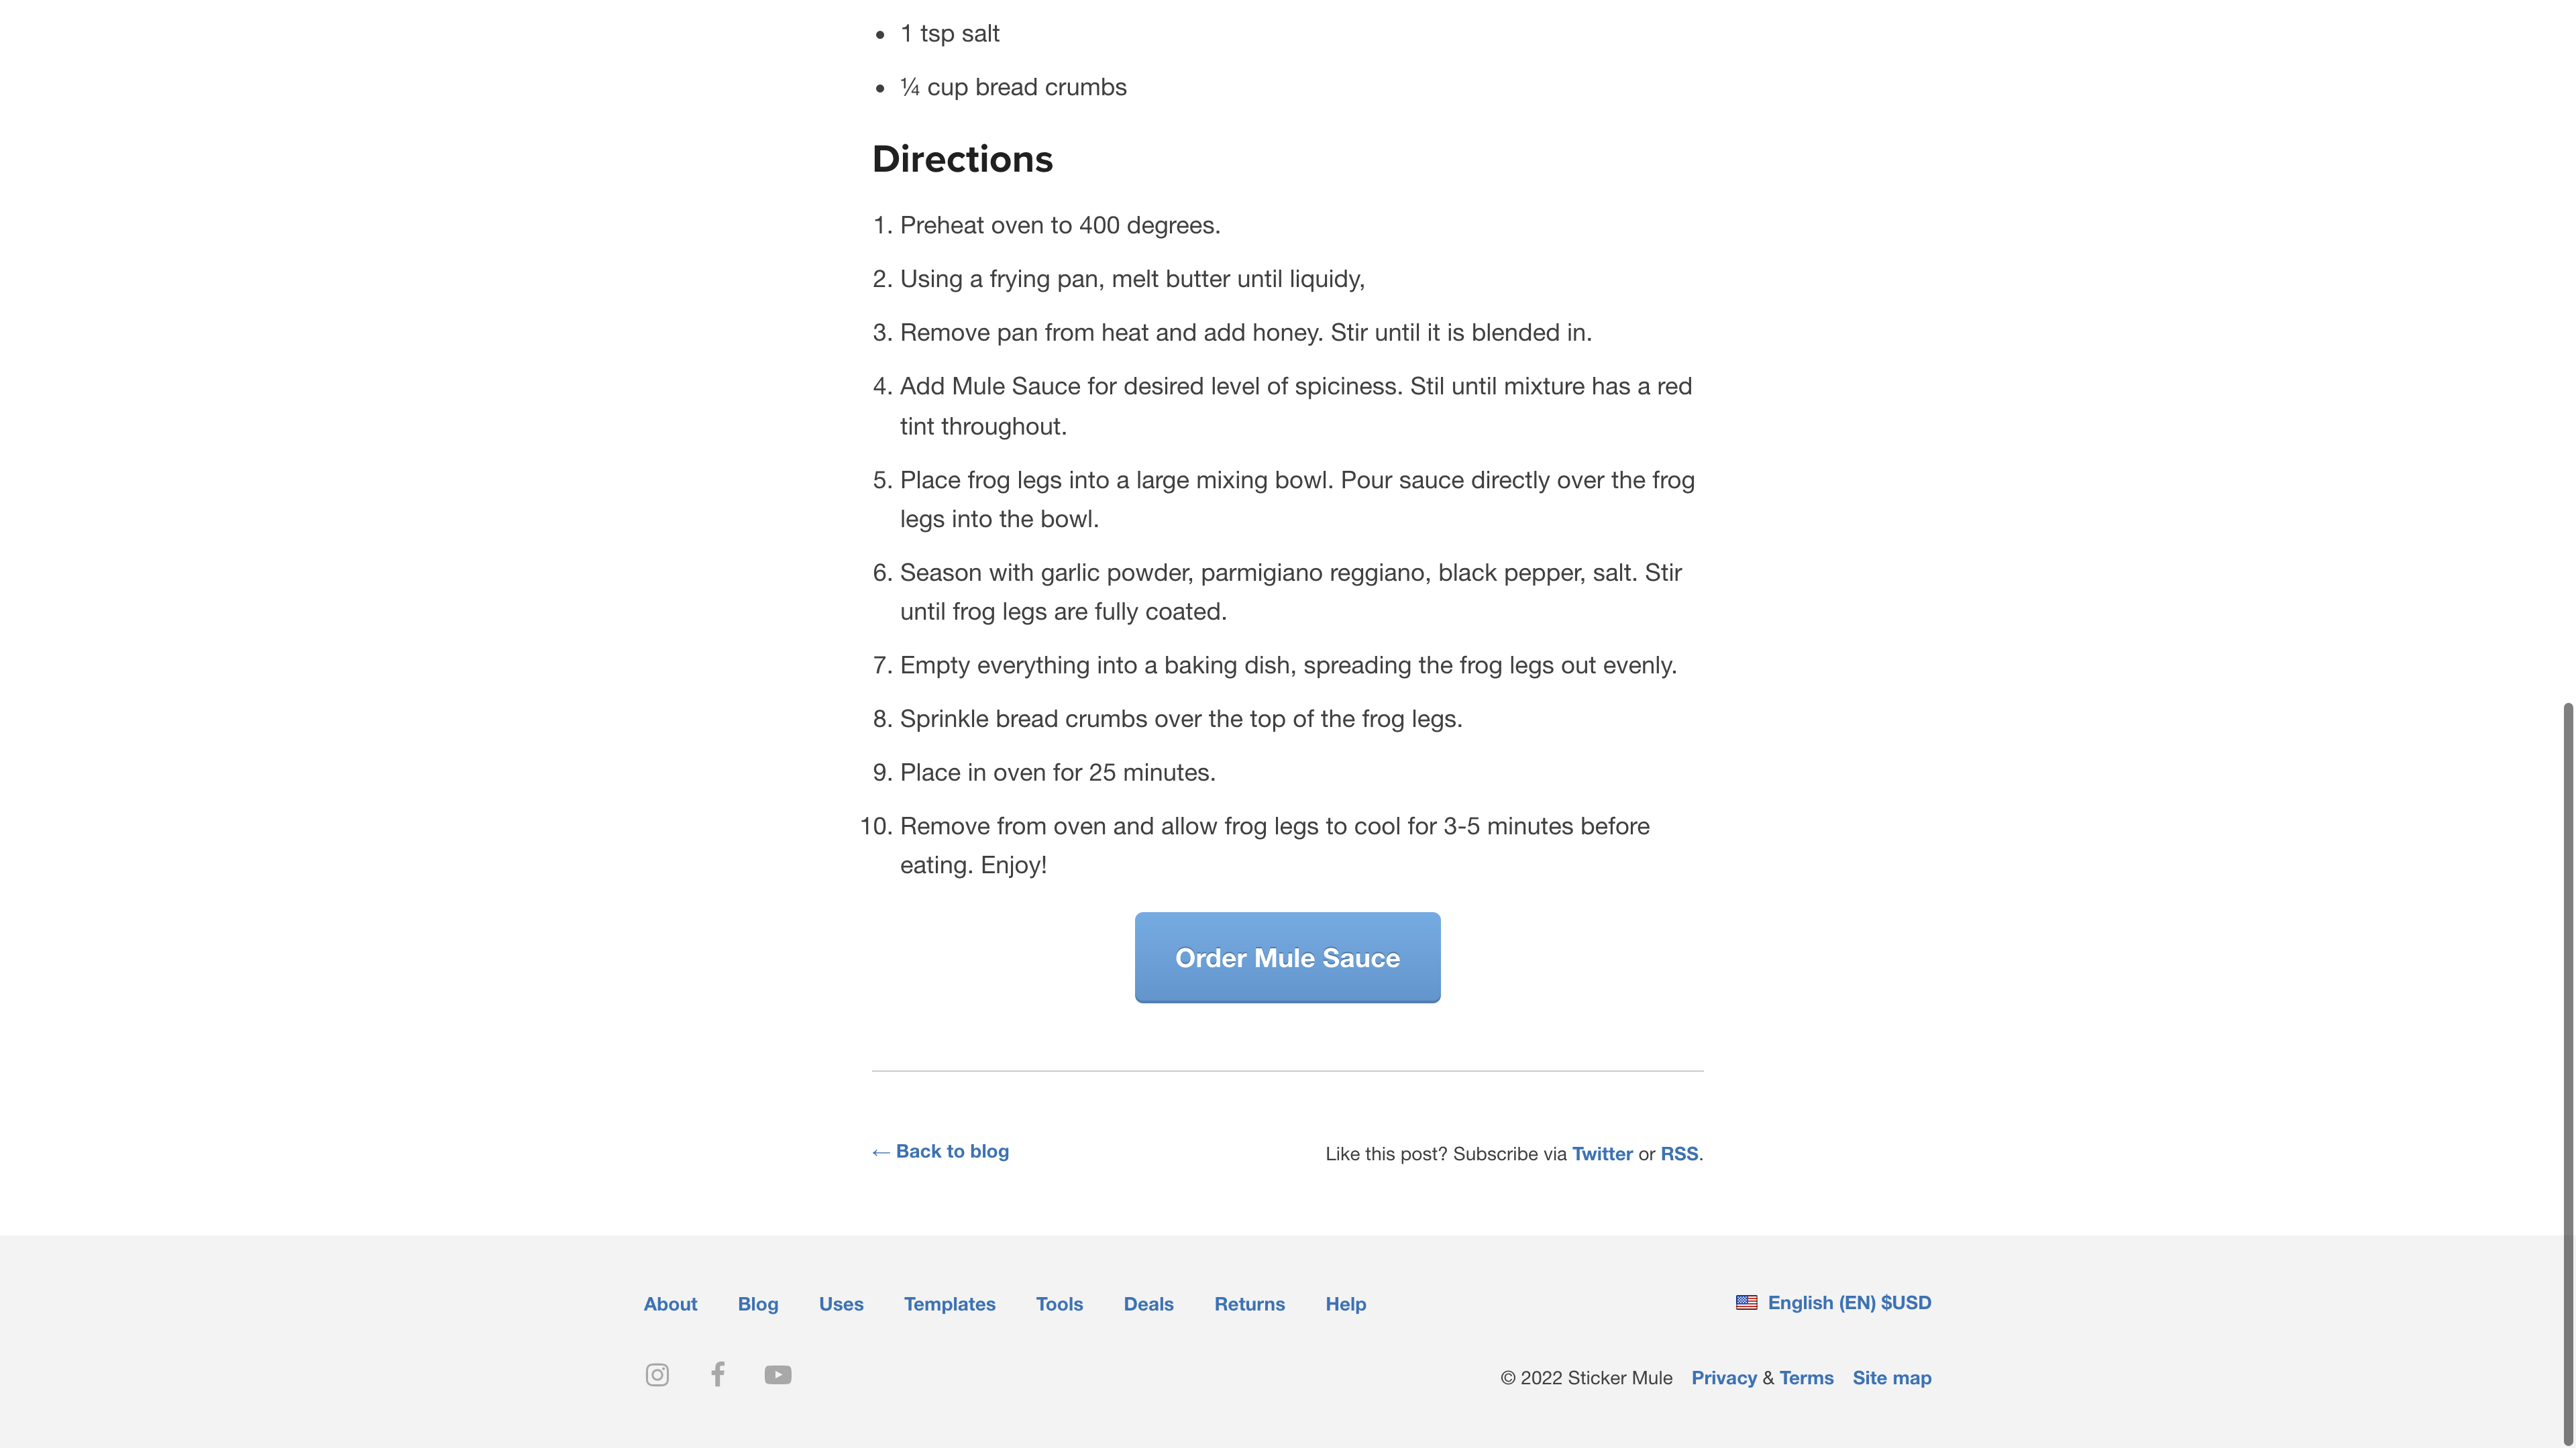 • 1 tsp salt
• ¼ cup bread crumbs
Directions
1. Preheat oven to 400 degrees.
2. Using a frying pan, melt butter until liquidy,
3. Remove pan from heat and add honey. Stir until it is blended in.
4. Add Mule Sauce for desired level of spiciness. Stil until mixture has a red
tint throughout.
5. Place frog legs into a large mixing bowl. Pour sauce directly over the frog
legs into the bowl.
6. Season with garlic powder, parmigiano reggiano, black pepper, salt. Stir
until frog legs are fully coated.
7. Empty everything into a baking dish, spreading the frog legs out evenly.
8. Sprinkle bread crumbs over the top of the frog legs.
9. Place in oven for 25 minutes.
10. Remove from oven and allow frog legs to cool for 3-5 minutes before
eating. Enjoy!
Order Mule Sauce
← Back to blog
Like this post? Subscribe via Twitter or RSS.
About Blog Uses Templates Tools Deals Returns Help
English (EN) $USD
© 2022 Sticker Mule Privacy & Terms Site map